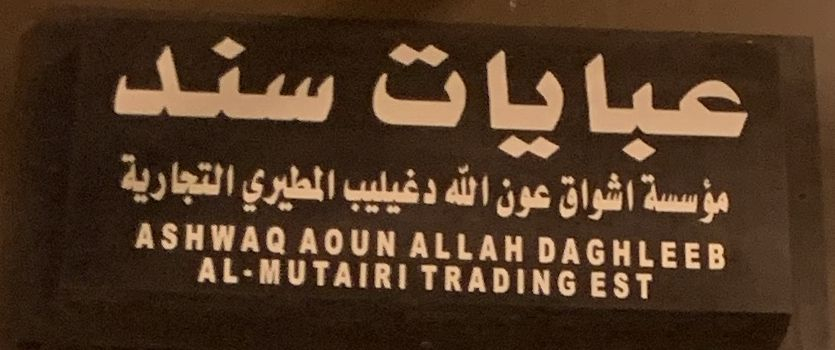 عبايات سند
مؤسسة اشواق عون الله دغيليب المطيري التجارية
ASHWAQ AOUN ALLAH DAGHLEEB
AL-MUTAIRI TRADING EST